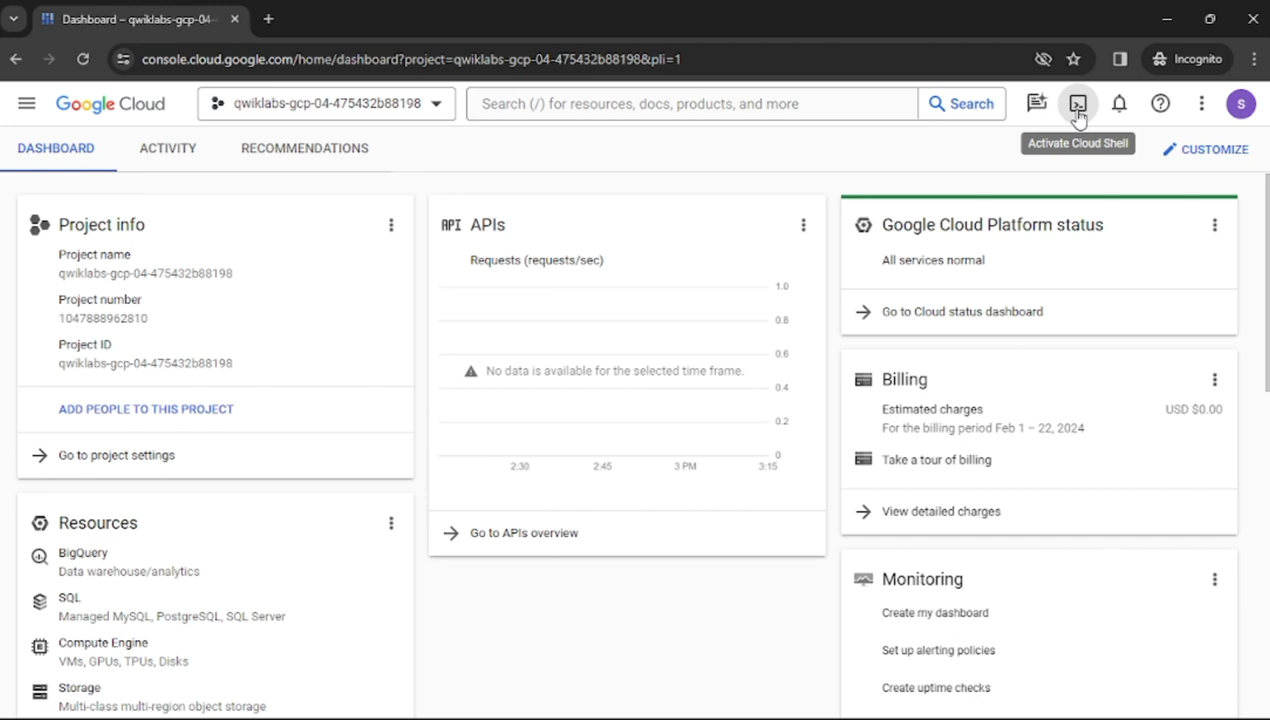 Dashboard – qwiklabs-gcp-04-
console.cloud.google.com/home/dashboard?project=qwiklabs-gcp-04-475432b88198&pli=1
Incognito
Google Cloud
qwiklabs-gcp-04-475432b88198
Search (/) for resources, docs, products, and more
Search
S
DASHBOARD
ACTIVITY
RECOMMENDATIONS
Activate Cloud Shell
CUSTOMIZE
Project info
Project name
qwiklabs-gcp-04-475432b88198
Project number
1047888962810
Project ID
qwiklabs-gcp-04-475432b88198
ADD PEOPLE TO THIS PROJECT
Go to project settings
Resources
BigQuery
Data warehouse/analytics
SQL
Managed MySQL, PostgreSQL, SQL Server
Compute Engine
VMs, GPUs, TPUs, Disks
Storage
Multi-class multi-region object storage
API APIs
Requests (requests/sec)
1.0
0.8
0.6
No data is available for the selected time frame.
0.4
0.2
0
2:30 2:45 3 PM 3:15
Go to APIs overview
Google Cloud Platform status
All services normal
Go to Cloud status dashboard
Billing
Estimated charges USD $0.00
For the billing period Feb 1 – 22, 2024
Take a tour of billing
View detailed charges
Monitoring
Create my dashboard
Set up alerting policies
Create uptime checks